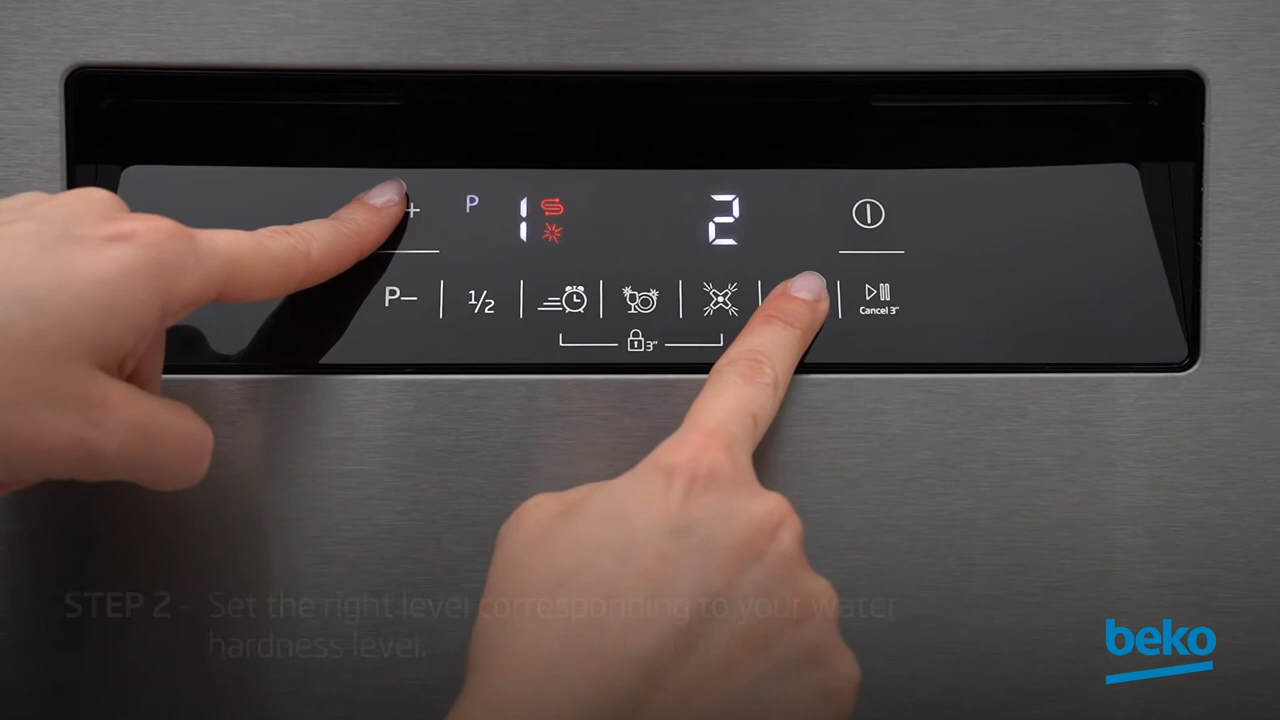 + P 1 2
P– 1/2 Cancel 3"
3"
STEP 2 - Set the right level corresponding to your water
hardness level.
beko